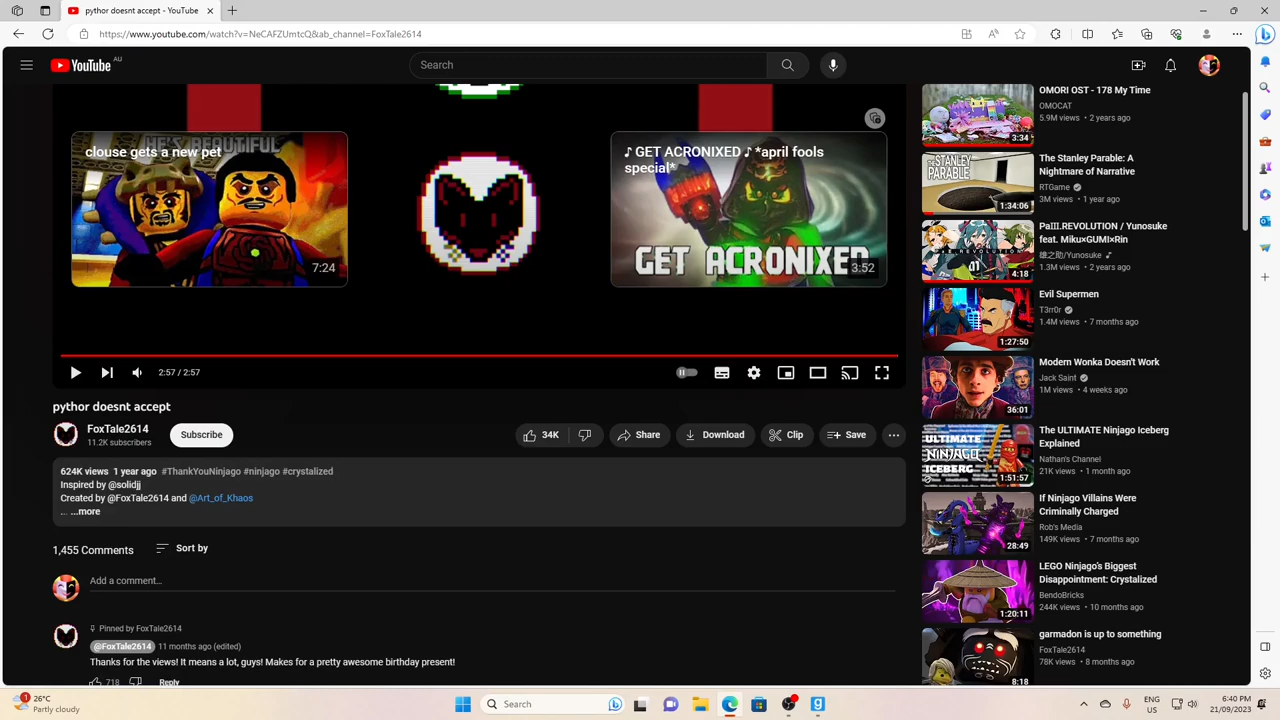 python doesnt accept - YouTube
https://www.youtube.com/watch?v=NeCAFZUmtcQ&ab_channel=FoxTale2614
YouTube AU
Search
HE'S BEAUTIFUL
clouse gets a new pet
7:24
♪ GET ACRONIXED ♪ *april fools
special*
GET ACRONIXED
3:52
2:57 / 2:57
pythor doesnt accept
FoxTale2614
11.2K subscribers
Subscribe
34K
Share
Download
Clip
Save
624K views 1 year ago #ThankYouNinjago #ninjago #crystalized
Inspired by @solidjj
Created by @FoxTale2614 and @Art_of_Khaos
... ...more
1,455 Comments
Sort by
Add a comment...
Pinned by FoxTale2614
@FoxTale2614 11 months ago (edited)
Thanks for the views! It means a lot, guys! Makes for a pretty awesome birthday present!
718
Reply
3:34
OMORI OST - 178 My Time
OMOCAT
5.9M views • 2 years ago
THE STANLEY
PARABLE
1:34:06
The Stanley Parable: A
Nightmare of Narrative
RTGame
3M views • 1 year ago
4:18
PaIII.REVOLUTION / Yunosuke
feat. Miku×GUMI×Rin
雄之助/Yunosuke
1.3M views • 2 years ago
1:27:50
Evil Supermen
T3rr0r
1.4M views • 7 months ago
36:01
Modern Wonka Doesn't Work
Jack Saint
1M views • 4 weeks ago
ULTIMATE
NINJAGO
ICEBERG
1:51:57
The ULTIMATE Ninjago Iceberg
Explained
Nathan's Channel
21K views • 1 month ago
28:49
If Ninjago Villains Were
Criminally Charged
Rob's Media
149K views • 7 months ago
1:20:11
LEGO Ninjago's Biggest
Disappointment: Crystalized
BendoBricks
244K views • 10 months ago
8:18
garmadon is up to something
FoxTale2614
78K views • 8 months ago
1
26°C
Partly cloudy
Search
ENG
US
6:40 PM
21/09/2023